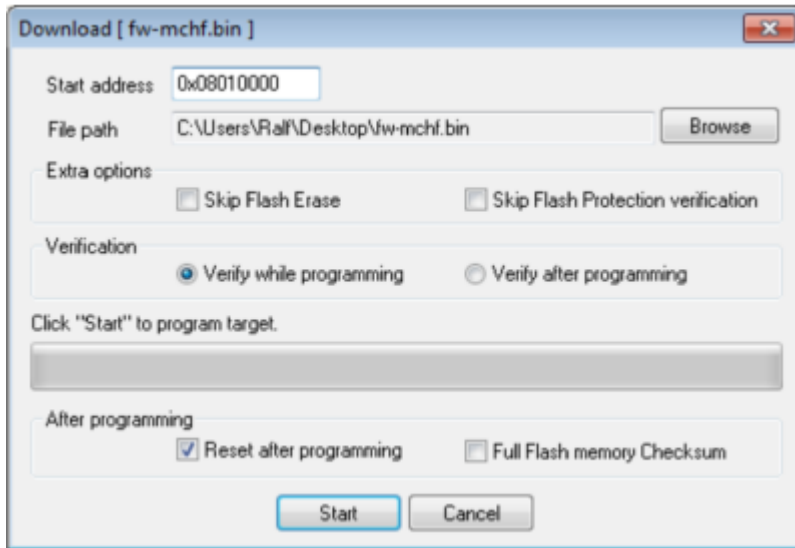 Download [ fw-mchf.bin ]
Start address 0x08010000
File path C:\Users\Ralf\Desktop\fw-mchf.bin Browse
Extra options
Skip Flash Erase Skip Flash Protection verification
Verification
Verify while programming Verify after programming
Click "Start" to program target.
After programming
Reset after programming Full Flash memory Checksum
Start Cancel